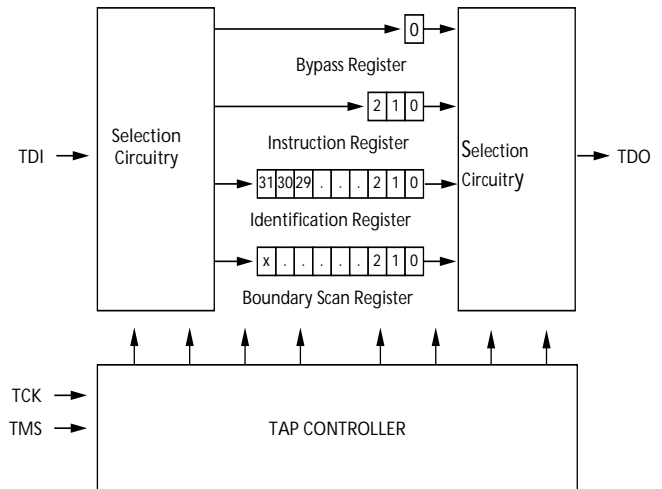 0
Bypass Register
2 1 0
Selection
Circuitry
TDI
Instruction Register
Selection
Circuitry
TDO
31 30 29 . . . 2 1 0
Identification Register
x . . . . . 2 1 0
Boundary Scan Register
TCK
TMS
TAP CONTROLLER